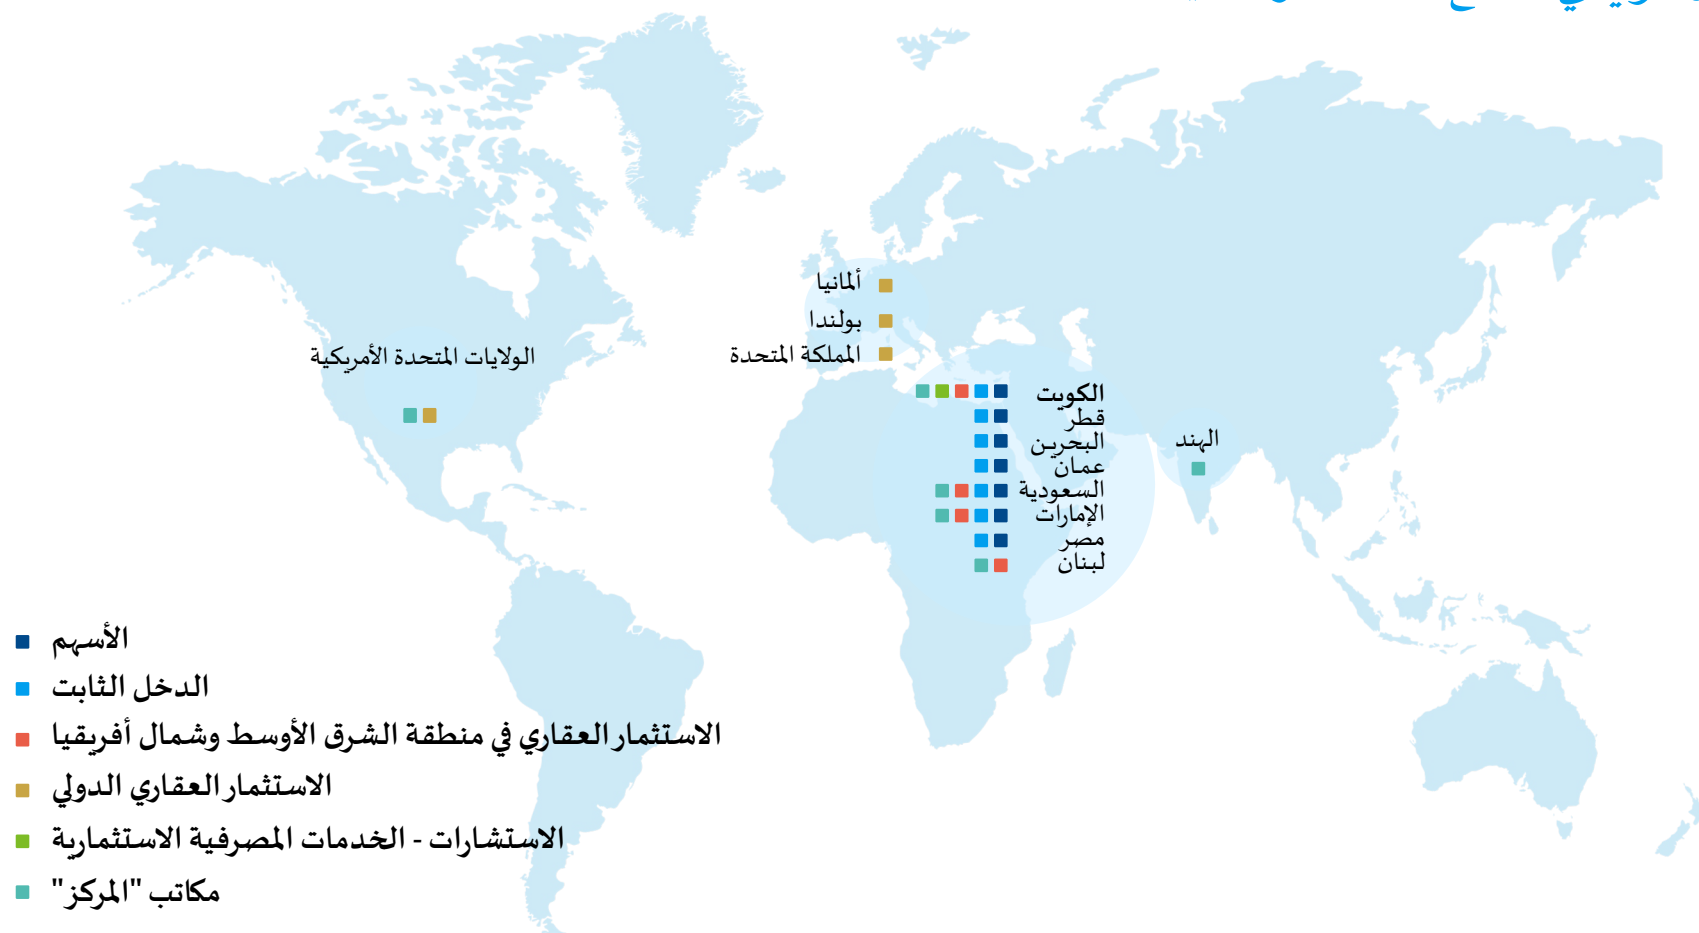 ألمانيا
بولندا
المملكة المتحدة
الولايات المتحدة الأمريكية
الكويت
قطر
البحرين
عمان
السعودية
الإمارات
مصر
لبنان
الهند
الأسهم
الدخل الثابت
الاستثمار العقاري في منطقة الشرق الأوسط وشمال أفريقيا
الاستثمار العقاري الدولي
الاستشارات - الخدمات المصرفية الاستثمارية
مكاتب "المركز"